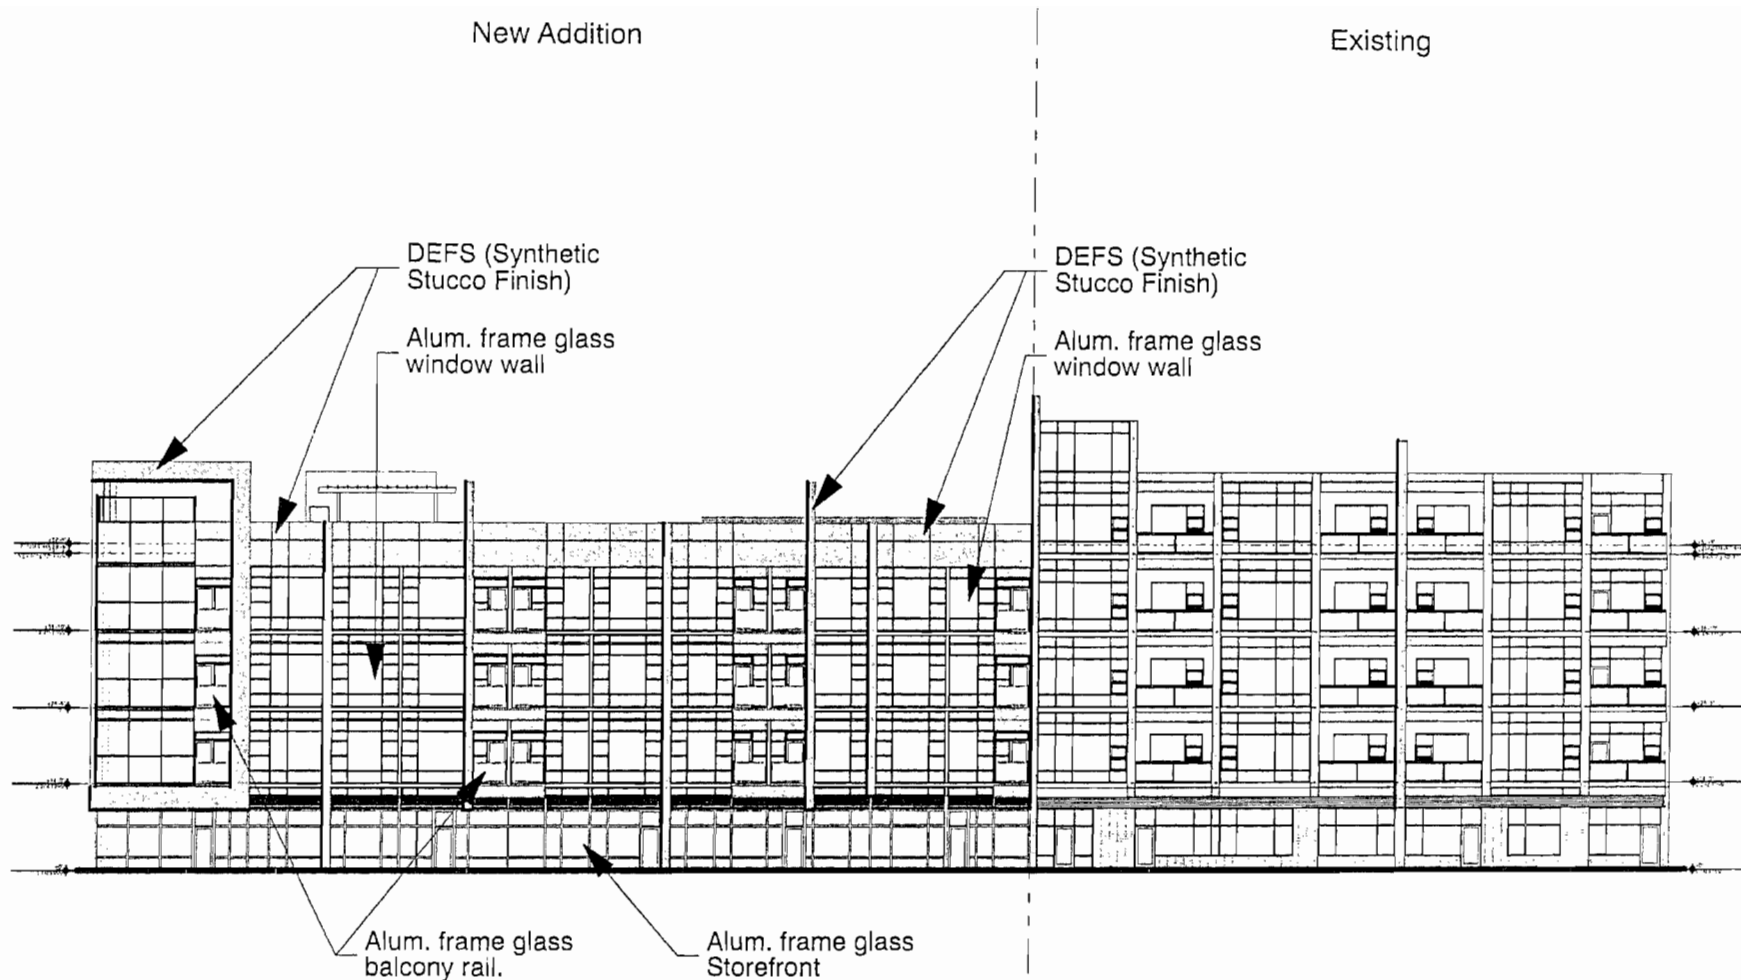 New Addition
Existing
DEFS (Synthetic
Stucco Finish)
DEFS (Synthetic
Stucco Finish)
Alum. frame glass
window wall
Alum. frame glass
window wall
Alum. frame glass
balcony rail.
Alum. frame glass
Storefront